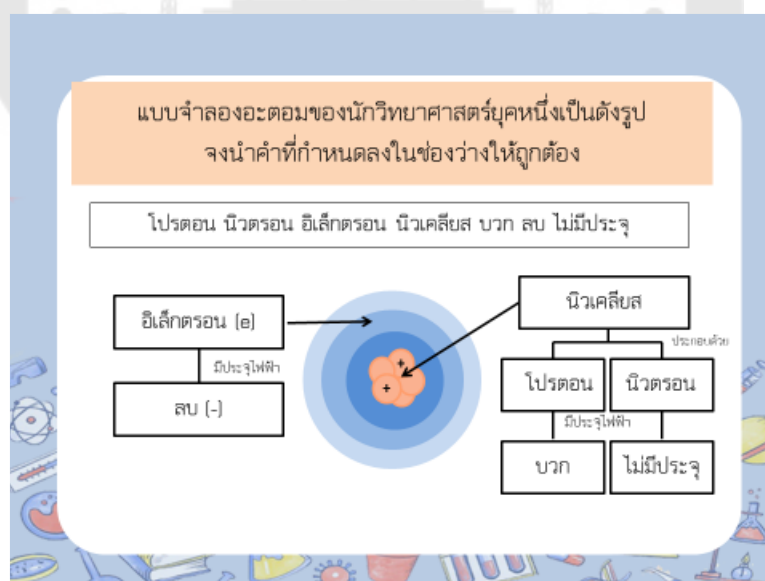 แบบจำลองอะตอมของนักวิทยาศาสตร์ยุคหนึ่งเป็นดังรูป
จงนำคำที่กำหนดลงในช่องว่างให้ถูกต้อง
โปรตอน นิวตรอน อิเล็กตรอน นิวเคลียส บวก ลบ ไม่มีประจุ
อิเล็กตรอน (e)
มีประจุไฟฟ้า
ลบ (-)
+
+
นิวเคลียส
ประกอบด้วย
โปรตอน นิวตรอน
มีประจุไฟฟ้า
บวก ไม่มีประจุ